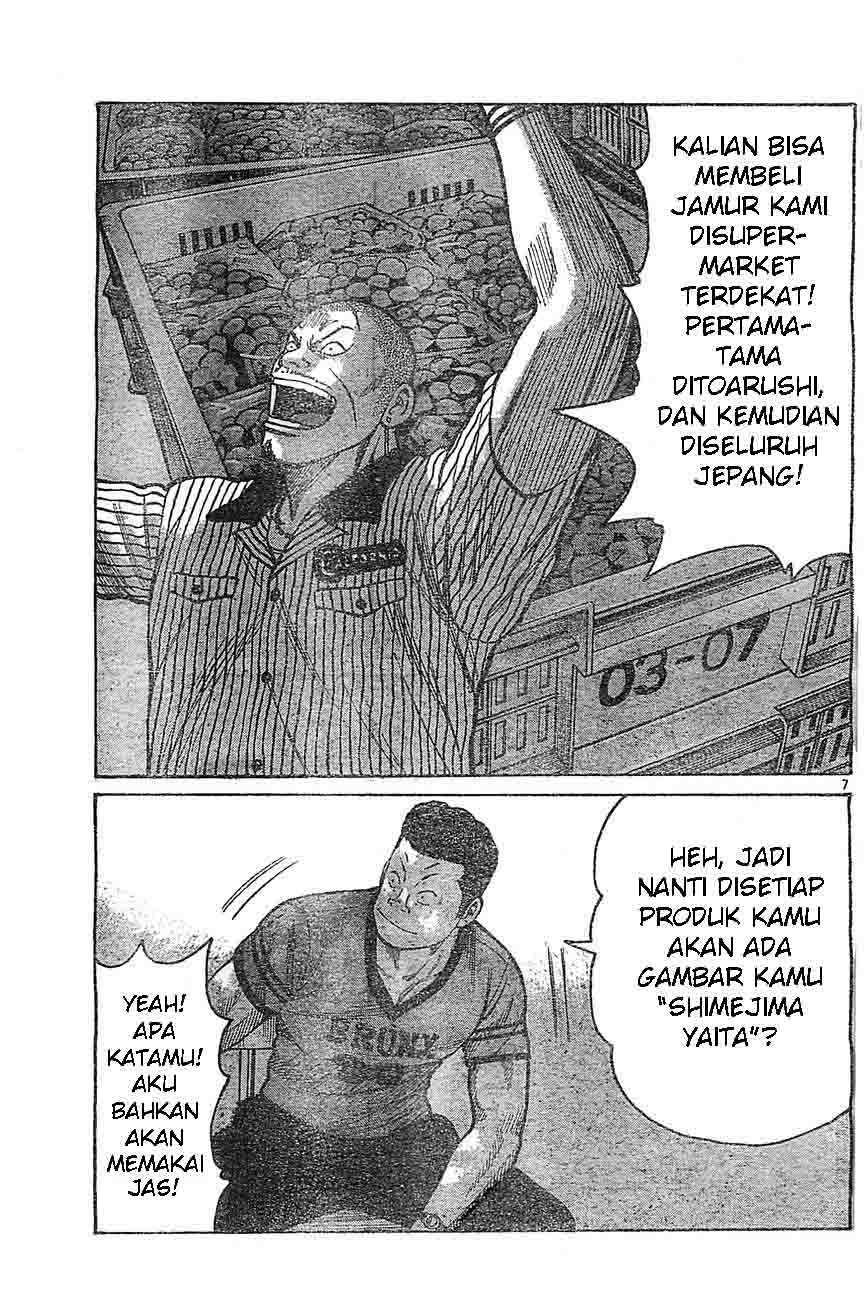 KALIAN BISA
MEMBELI
JAMUR KAMI
DISUPER-
MARKET
TERDEKAT!
PERTAMA-
TAMA
DITOARUSHI,
DAN KEMUDIAN
DISELURUH
JEPANG!
03-07
7
HEH, JADI
NANTI DISETIAP
PRODUK KAMU
AKAN ADA
GAMBAR KAMU
"SHIMEJIMA
YAITA"?
BRONX
YEAH!
APA
KATAMU!
AKU
BAHKAN
AKAN
MEMAKAI
JAS!